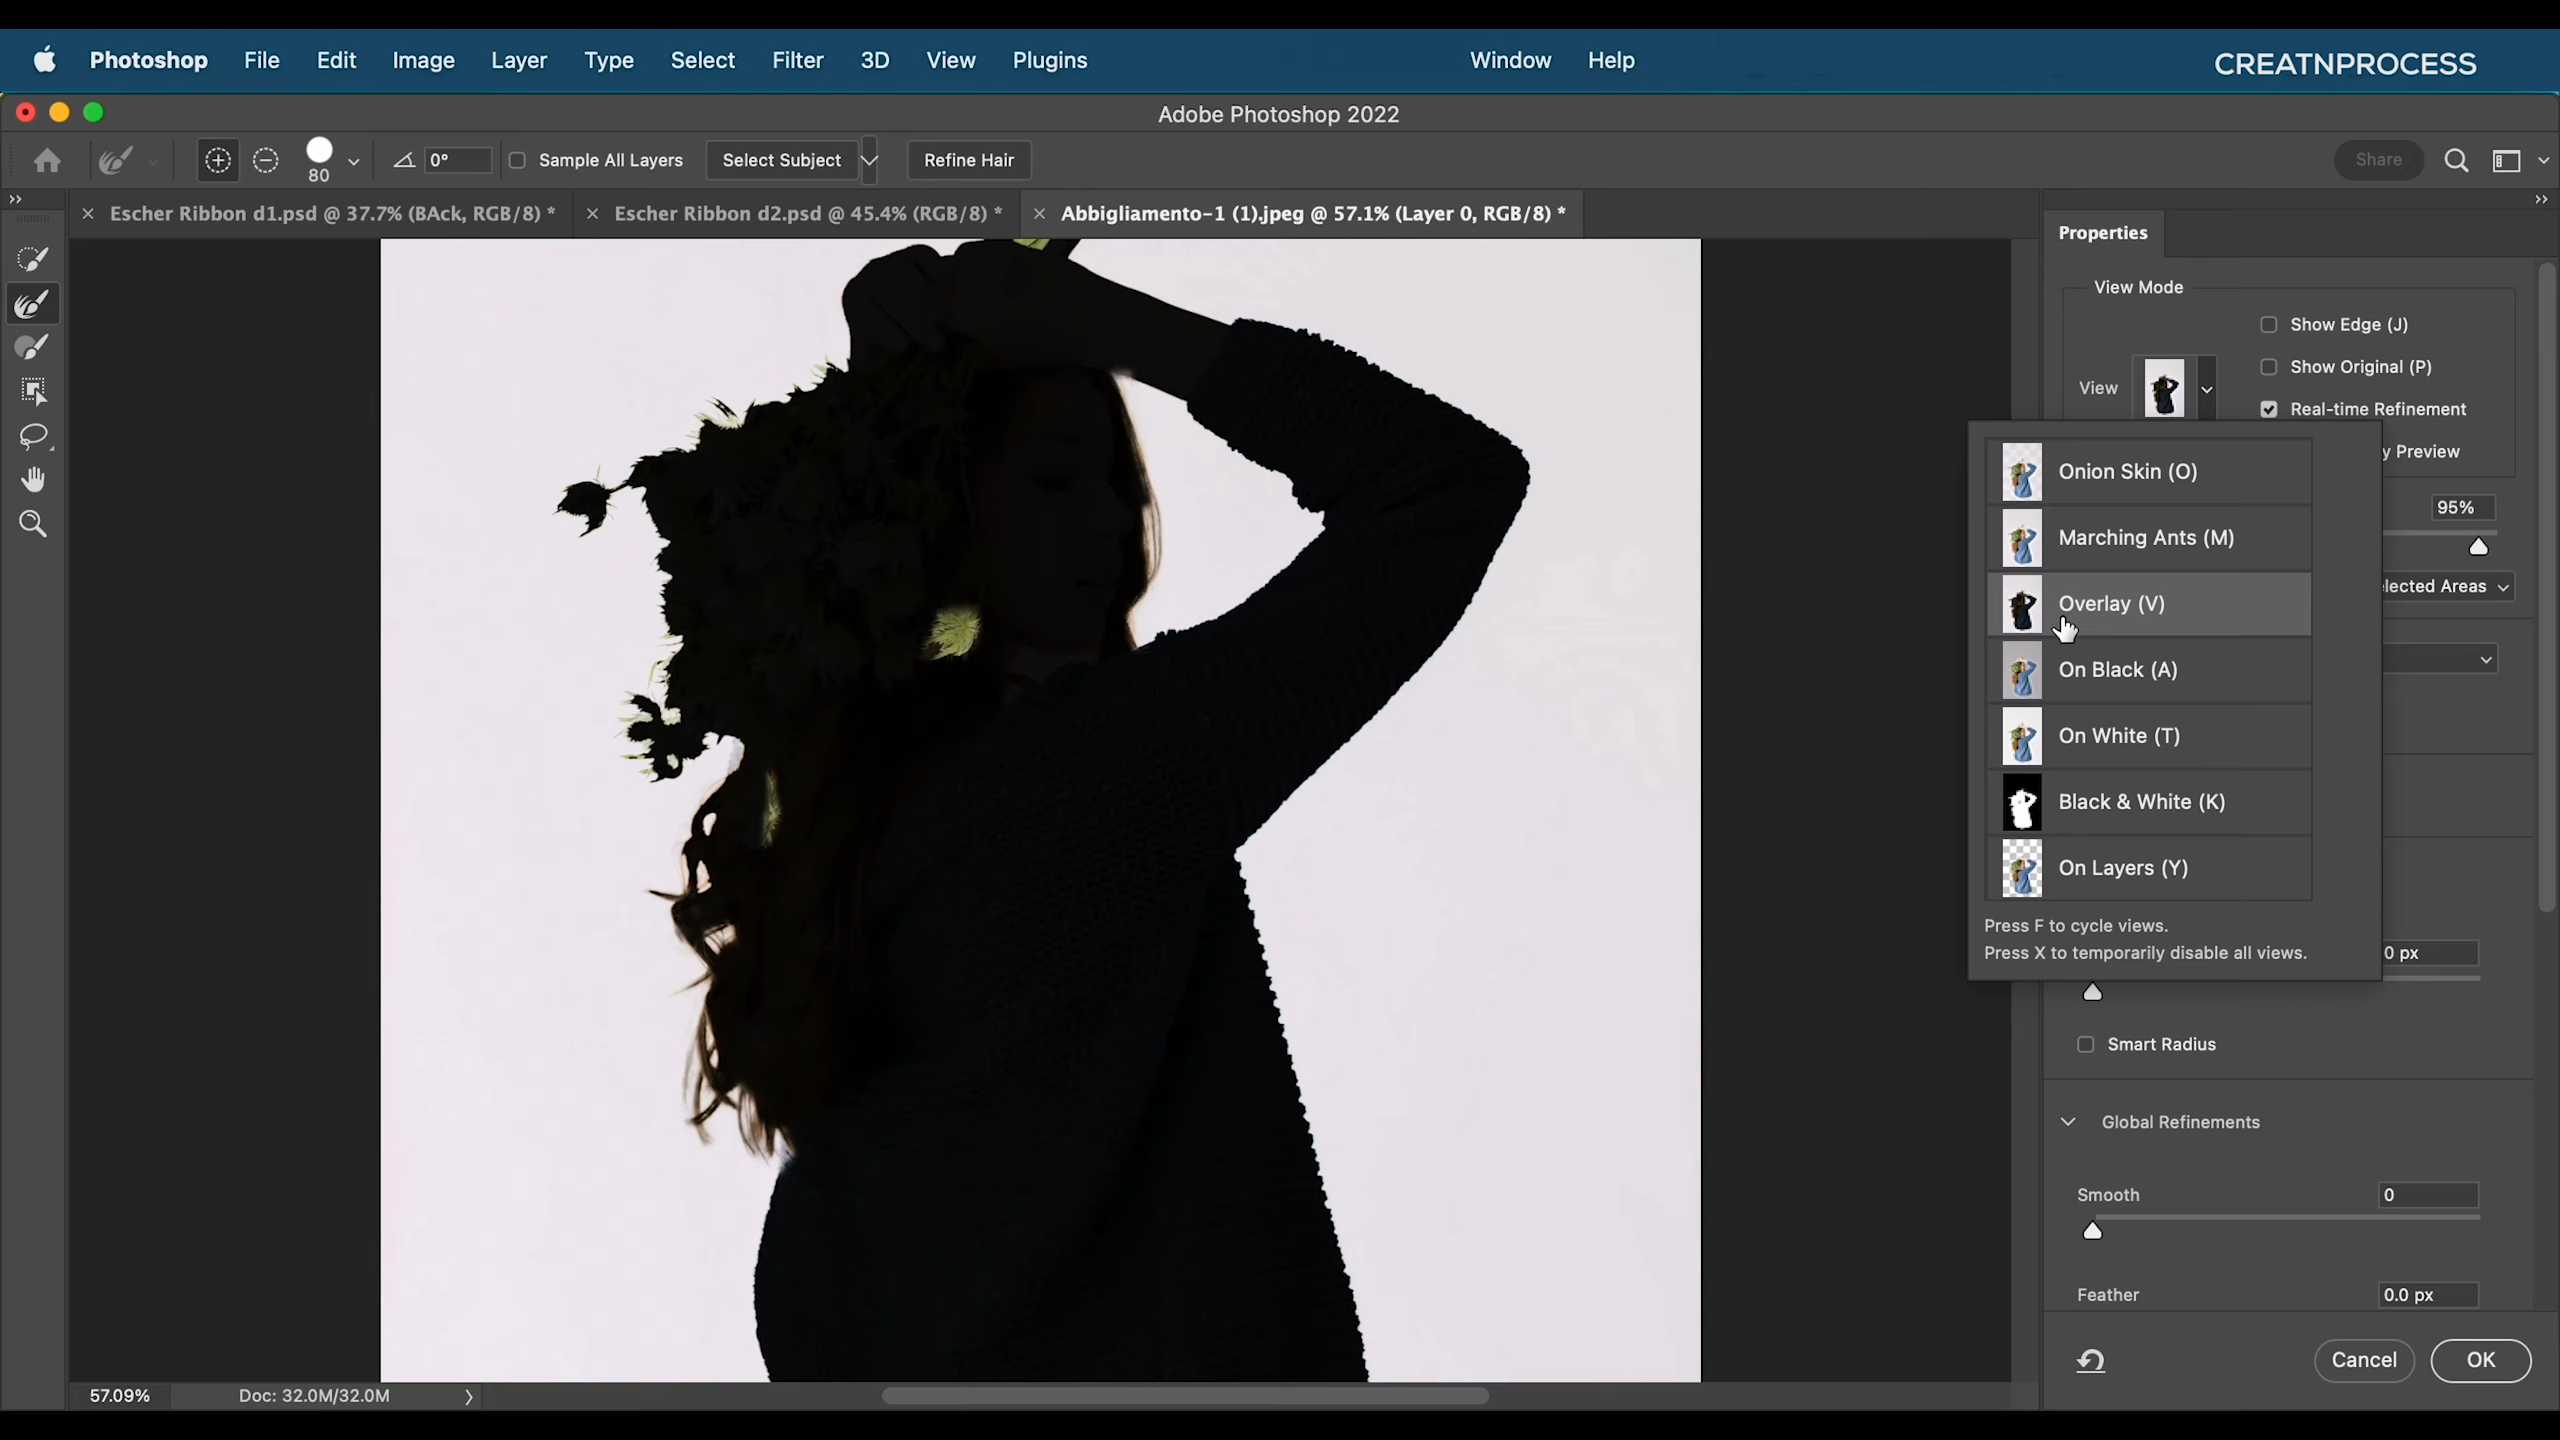 Photoshop File Edit Image Layer Type Select Filter 3D View Plugins Window Help CREATNPROCESS
Adobe Photoshop 2022
80 0° Sample All Layers Select Subject Refine Hair Share
Escher Ribbon d1.psd @ 37.7% (BAck, RGB/8) * Escher Ribbon d2.psd @ 45.4% (RGB/8) * Abbigliamento-1 (1).jpeg @ 57.1% (Layer 0, RGB/8) *
Properties
View Mode
Show Edge (J)
Show Original (P)
View
Real-time Refinement
y Preview
Onion Skin (O)
95%
Marching Ants (M)
lected Areas
Overlay (V)
On Black (A)
On White (T)
Black & White (K)
On Layers (Y)
Press F to cycle views.
Press X to temporarily disable all views.
0 px
Smart Radius
Global Refinements
Smooth 0
Feather 0.0 px
Cancel OK
57.09% Doc: 32.0M/32.0M